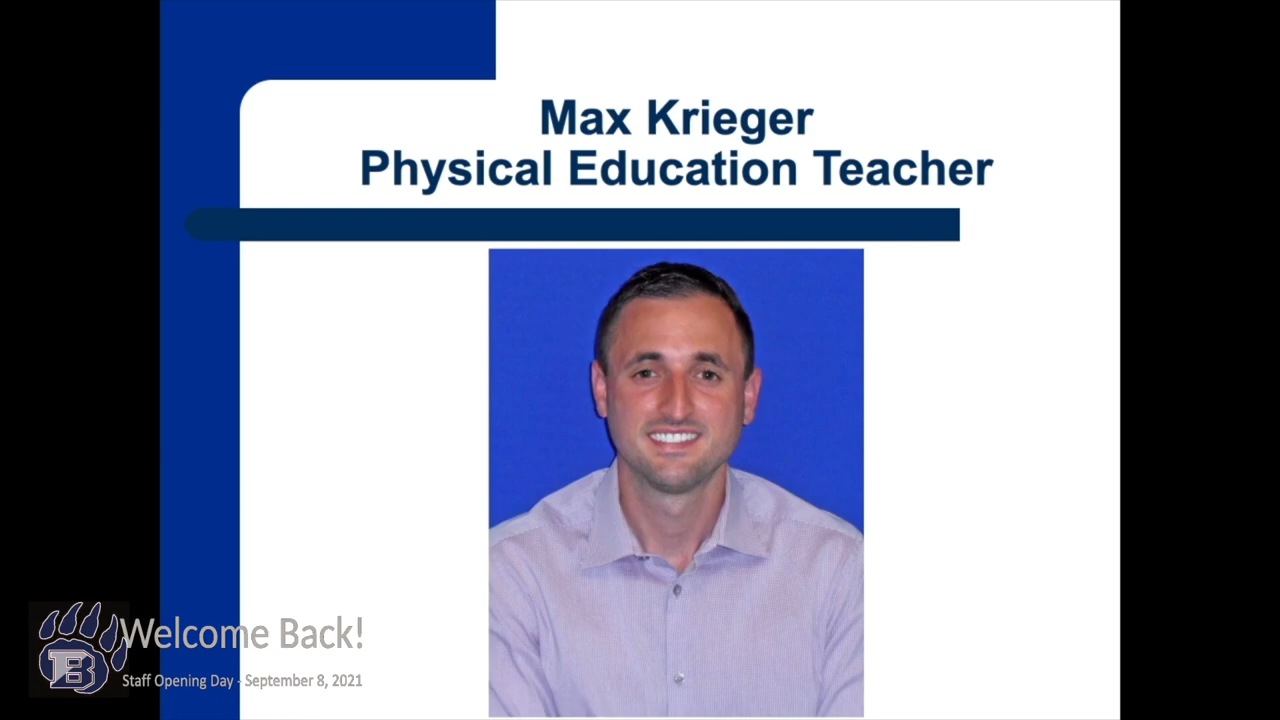 Max Krieger
Physical Education Teacher
B
Welcome Back!
Staff Opening Day - September 8, 2021